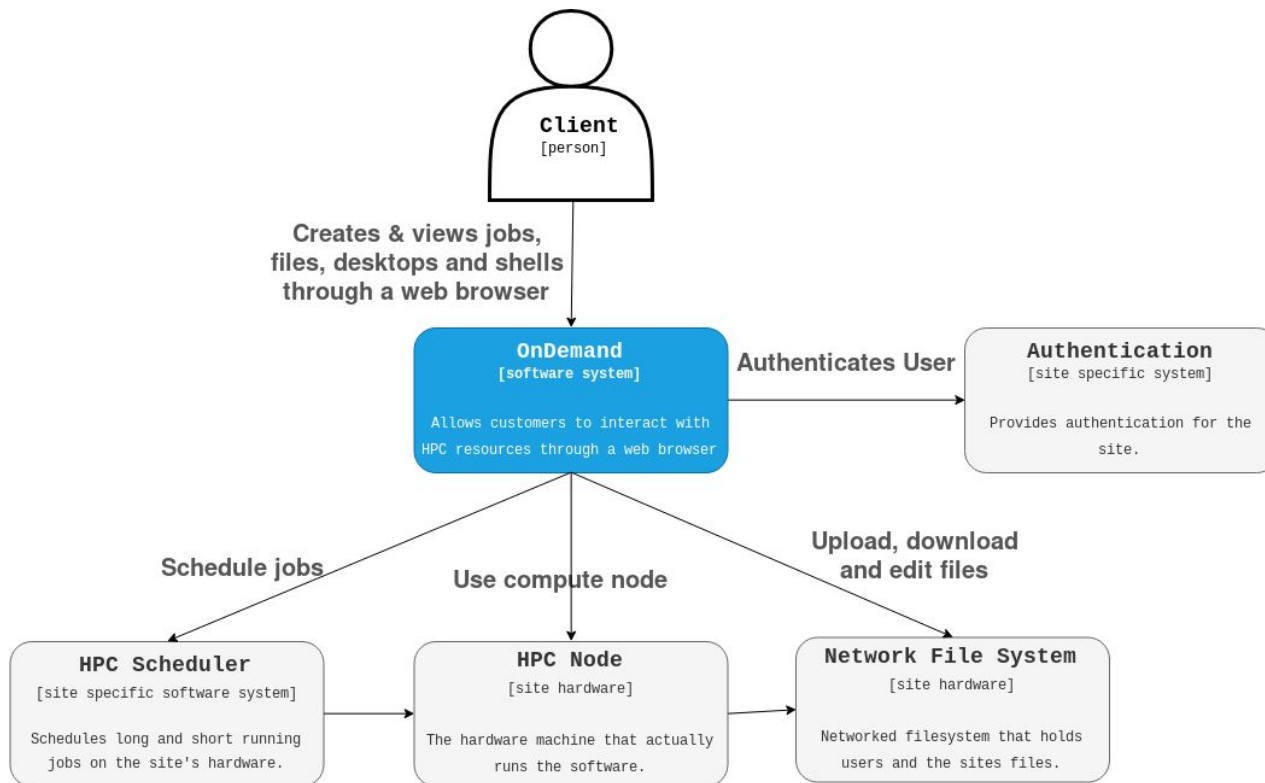 Client
[person]
Creates & views jobs,
files, desktops and shells
through a web browser
OnDemand
[software system]
Allows customers to interact with
HPC resources through a web browser
Authenticates User
Authentication
[site specific system]
Provides authentication for the
site.
Schedule jobs
Use compute node
Upload, download
and edit files
HPC Scheduler
[site specific software system]
Schedules long and short running
jobs on the site's hardware.
HPC Node
[site hardware]
The hardware machine that actually
runs the software.
Network File System
[site hardware]
Networked filesystem that holds
users and the sites files.